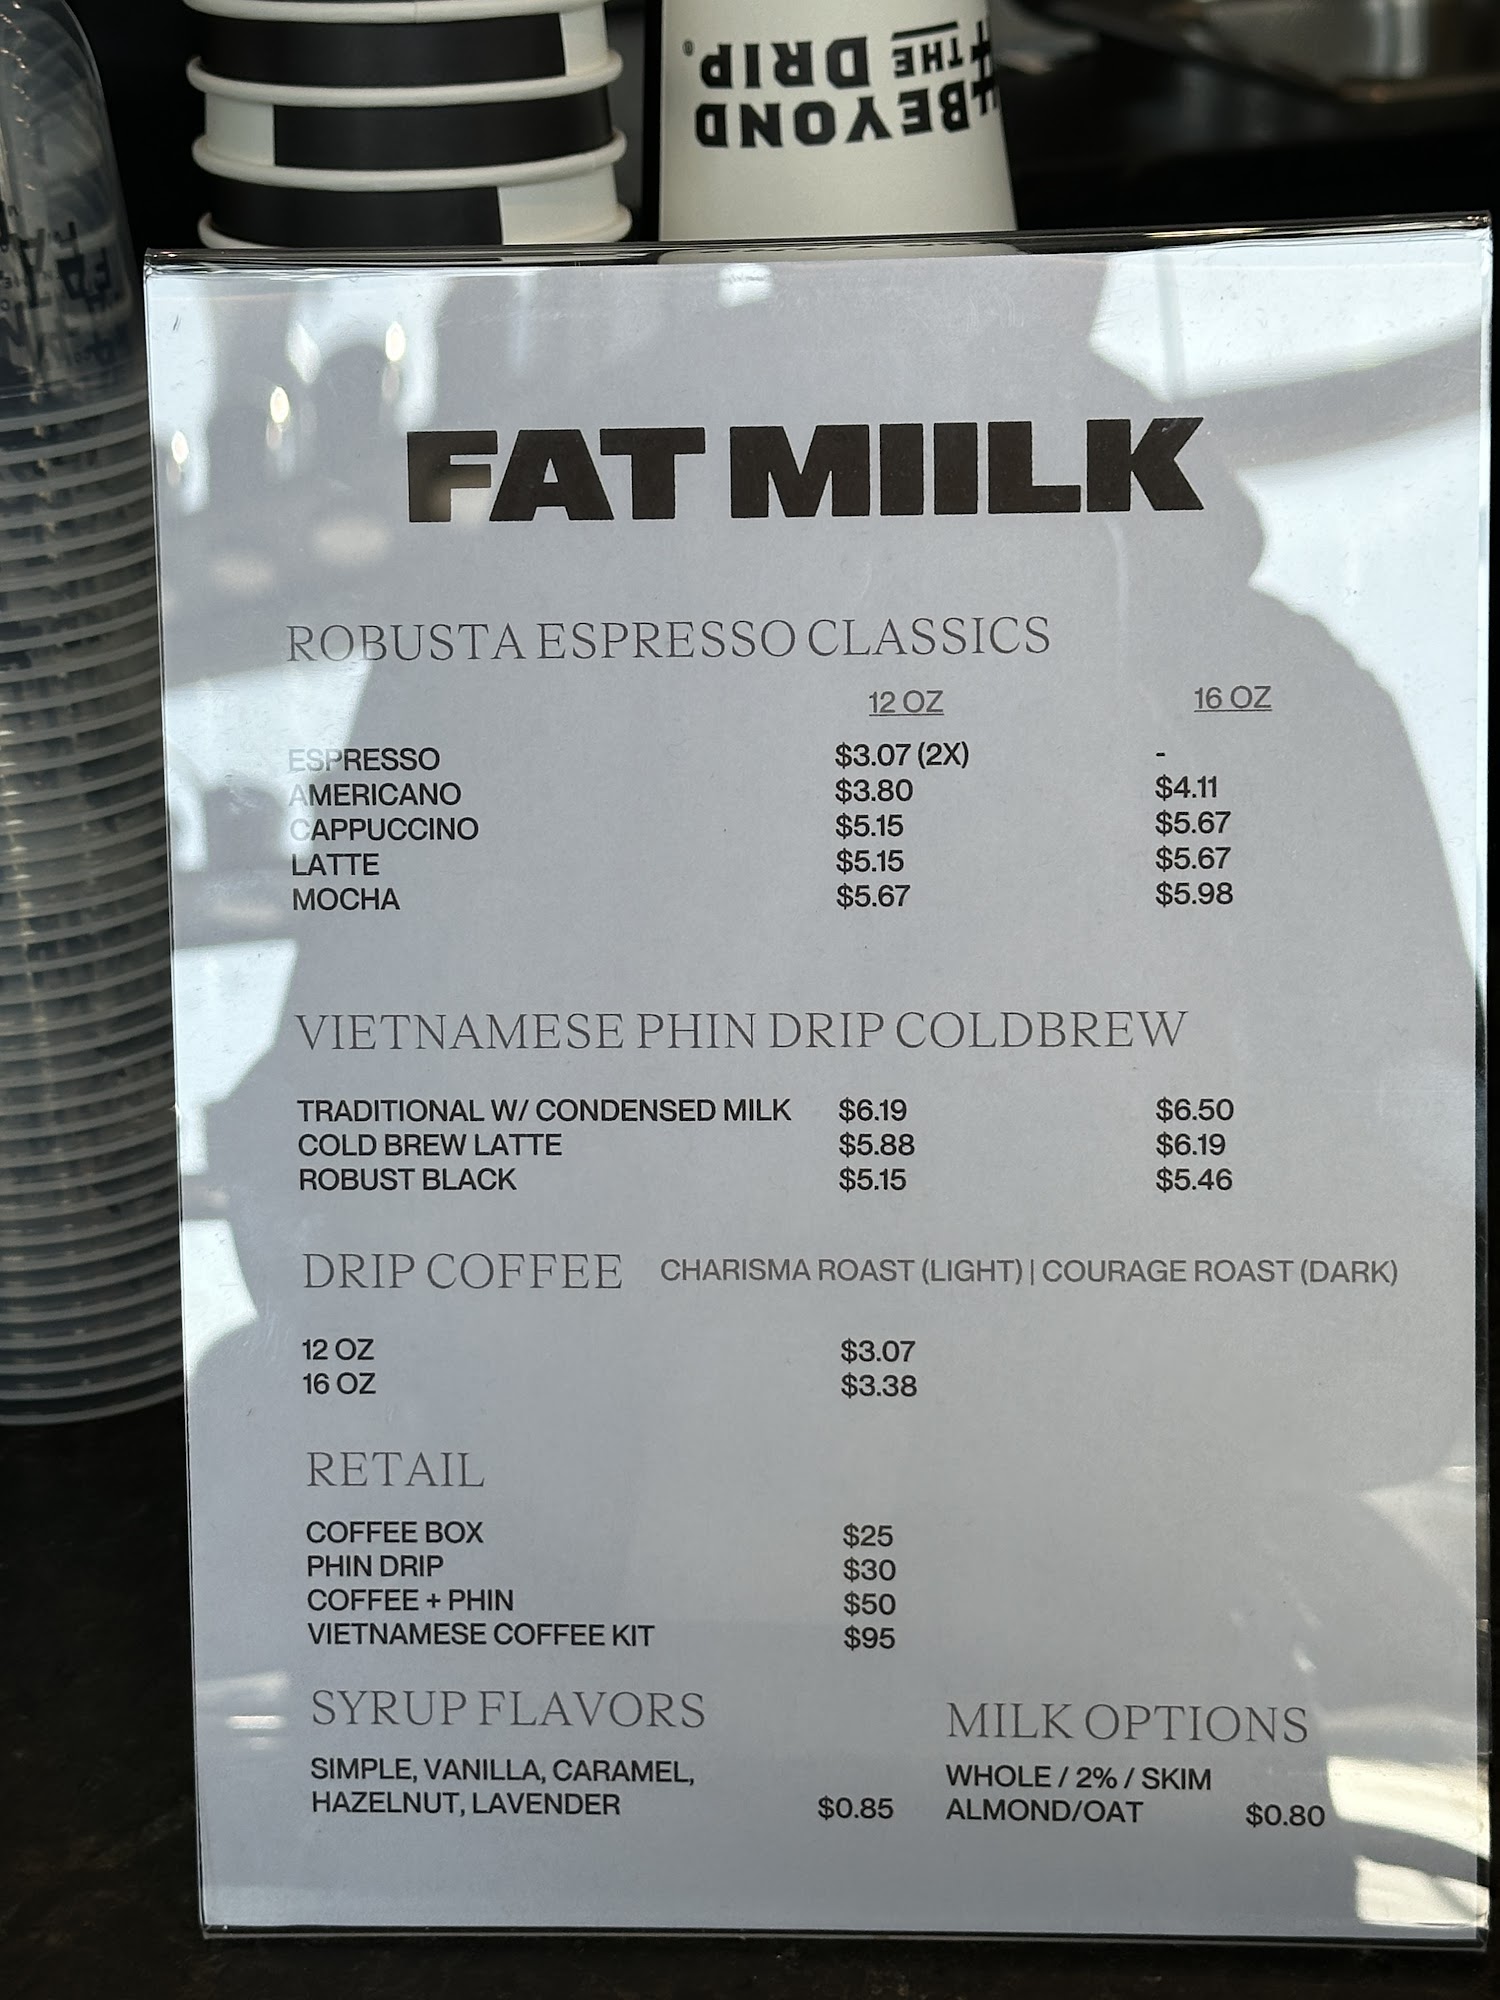 BEYOND
THE DRIP®
FAT MIILK
ROBUSTA ESPRESSO CLASSICS
12 OZ 16 OZ
ESPRESSO $3.07 (2X) -
AMERICANO $3.80 $4.11
CAPPUCCINO $5.15 $5.67
LATTE $5.15 $5.67
MOCHA $5.67 $5.98
VIETNAMESE PHIN DRIP COLDBREW
TRADITIONAL W/ CONDENSED MILK $6.19 $6.50
COLD BREW LATTE $5.88 $6.19
ROBUST BLACK $5.15 $5.46
DRIP COFFEE CHARISMA ROAST (LIGHT) | COURAGE ROAST (DARK)
12 OZ $3.07
16 OZ $3.38
RETAIL
COFFEE BOX $25
PHIN DRIP $30
COFFEE + PHIN $50
VIETNAMESE COFFEE KIT $95
SYRUP FLAVORS
SIMPLE, VANILLA, CARAMEL,
HAZELNUT, LAVENDER $0.85
MILK OPTIONS
WHOLE / 2% / SKIM
ALMOND/OAT $0.80